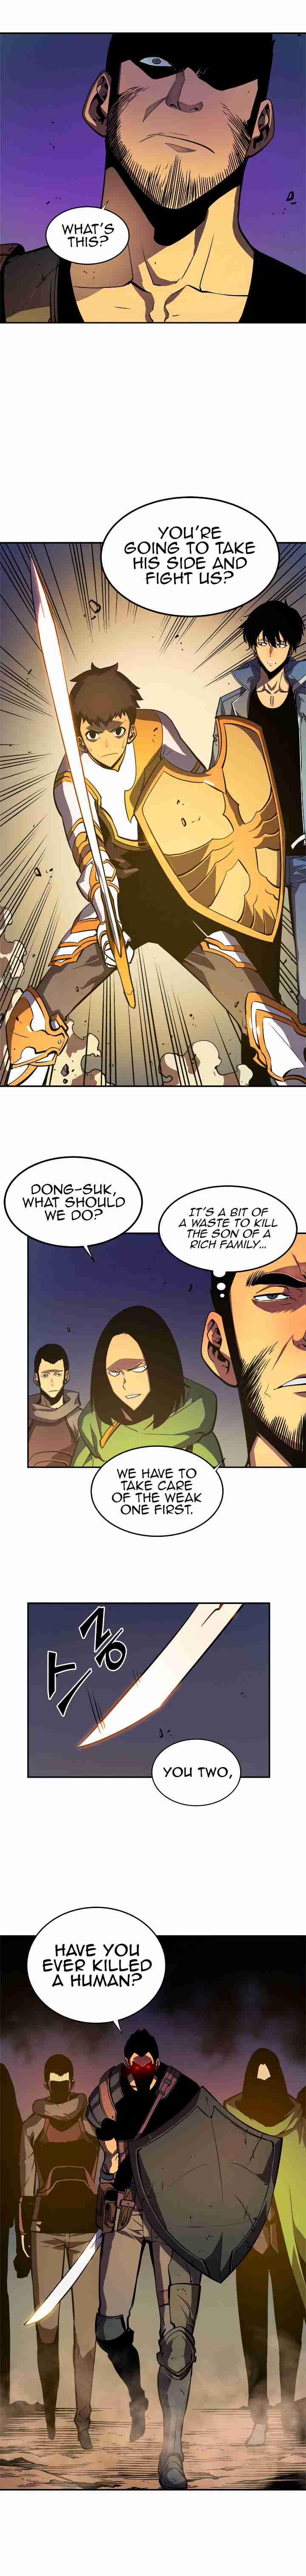 WHAT'S
THIS?
YOU'RE
GOING TO TAKE
HIS SIDE AND
FIGHT US?
DONG-SUK,
WHAT SHOULD
WE DO?
IT'S A BIT OF
A WASTE TO KILL
THE SON OF A
RICH FAMILY...
WE HAVE TO
TAKE CARE
OF THE WEAK
ONE FIRST.
YOU TWO,
HAVE YOU
EVER KILLED
A HUMAN?